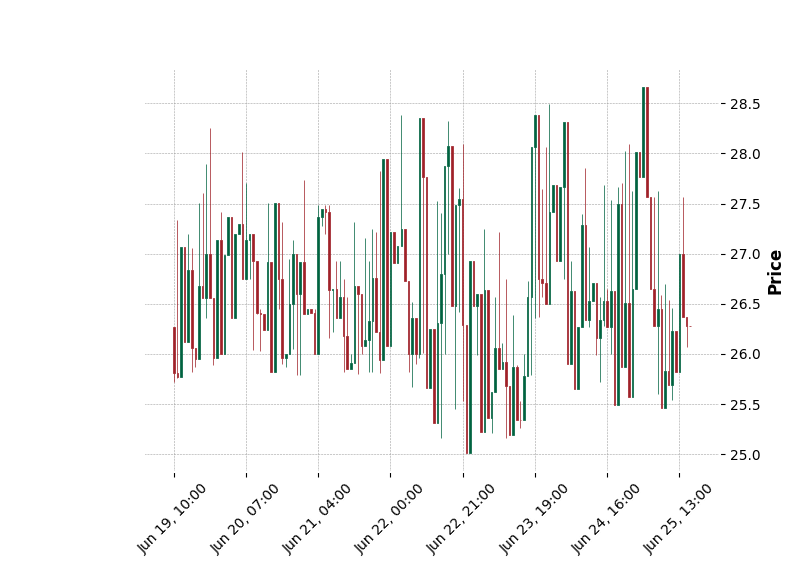 28.5
28.0
27.5
27.0
26.5
26.0
25.5
25.0
Price
Jun 19, 10:00
Jun 20, 07:00
Jun 21, 04:00
Jun 22, 00:00
Jun 22, 21:00
Jun 23, 19:00
Jun 24, 16:00
Jun 25, 13:00